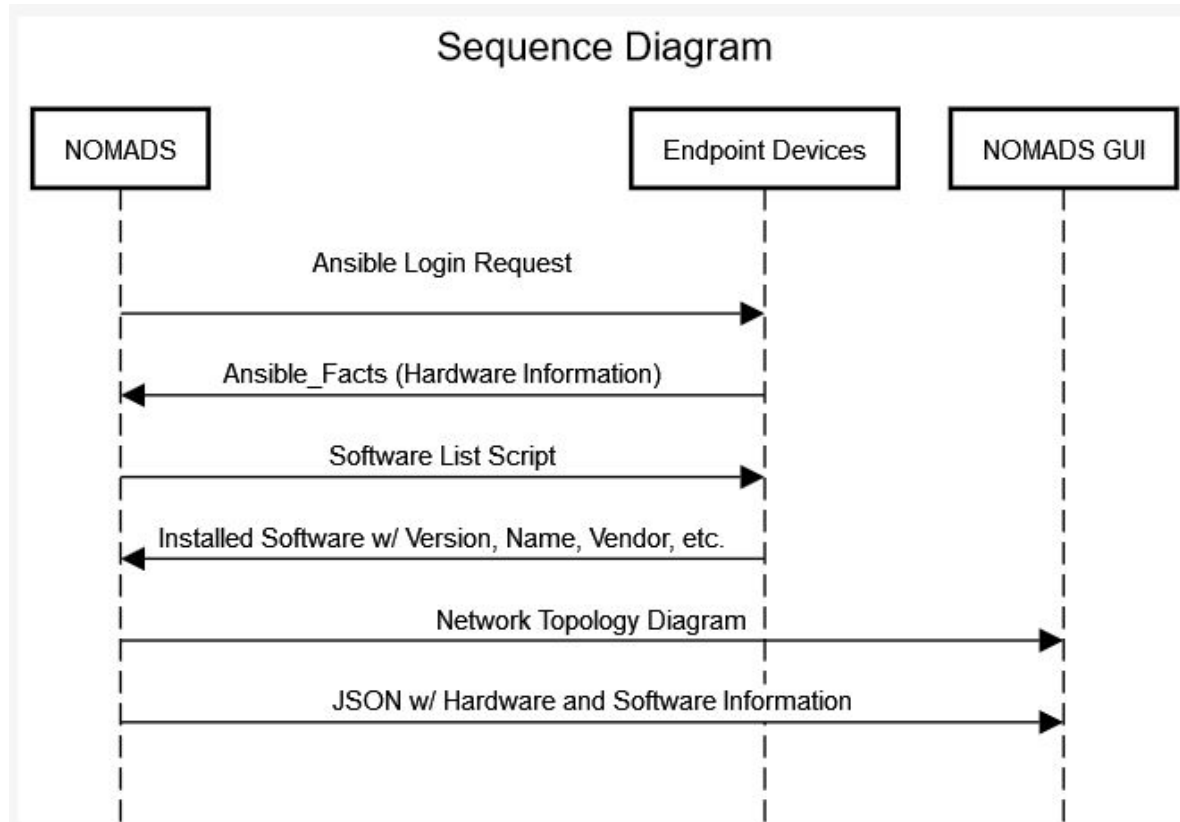 Sequence Diagram
NOMADS
Endpoint Devices
NOMADS GUI
Ansible Login Request
Ansible_Facts (Hardware Information)
Software List Script
Installed Software w/ Version, Name, Vendor, etc.
Network Topology Diagram
JSON w/ Hardware and Software Information